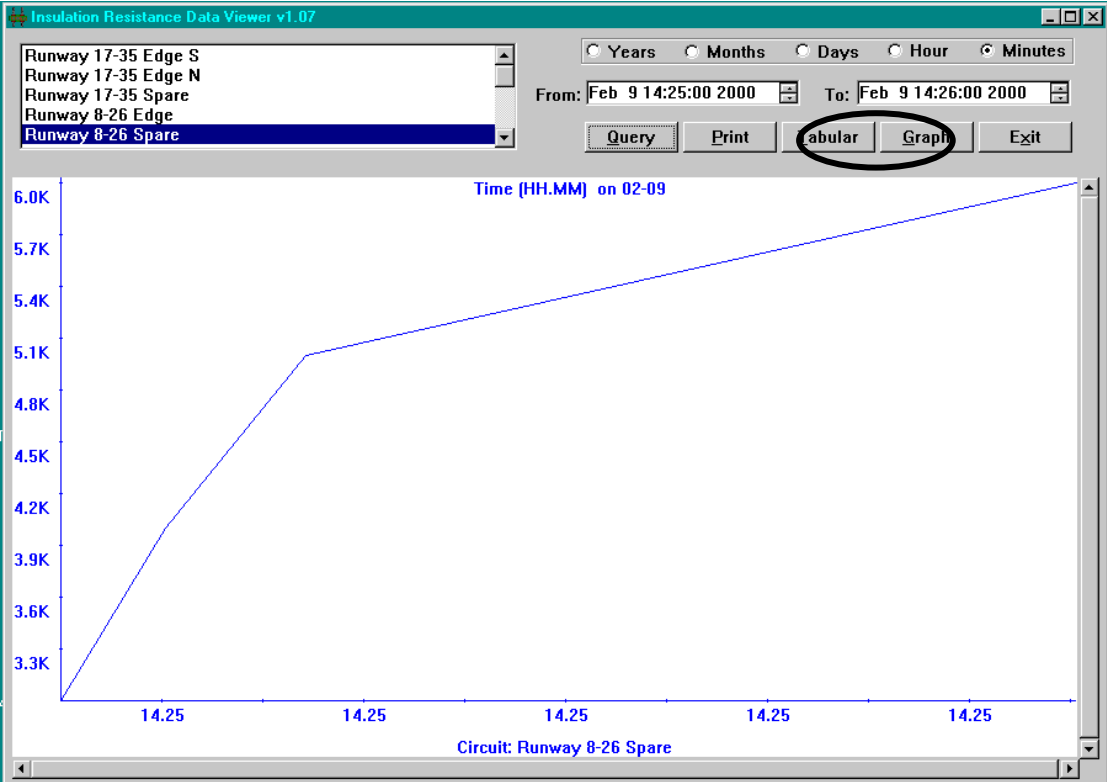 Insulation Resistance Data Viewer v1.07
Runway 17-35 Edge S
Runway 17-35 Edge N
Runway 17-35 Spare
Runway 8-26 Edge
Runway 8-26 Spare
Years Months Days Hour Minutes
From: Feb 9 14:25:00 2000 To: Feb 9 14:26:00 2000
Query Print Tabular Graph Exit
Time (HH.MM) on 02-09
6.0K
5.7K
5.4K
5.1K
4.8K
4.5K
4.2K
3.9K
3.6K
3.3K
14.25 14.25 14.25 14.25 14.25
Circuit: Runway 8-26 Spare